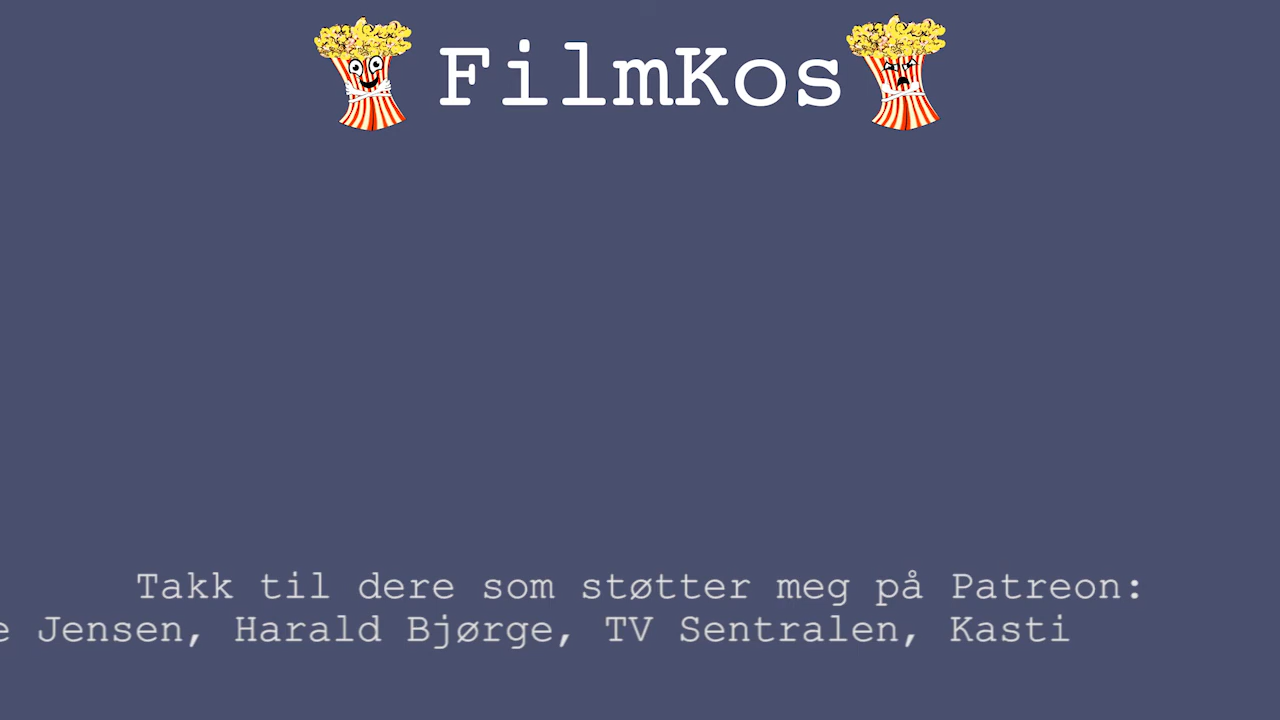 FilmKos
Takk til dere som støtter meg på Patreon:
e Jensen, Harald Bjørge, TV Sentralen, Kasti